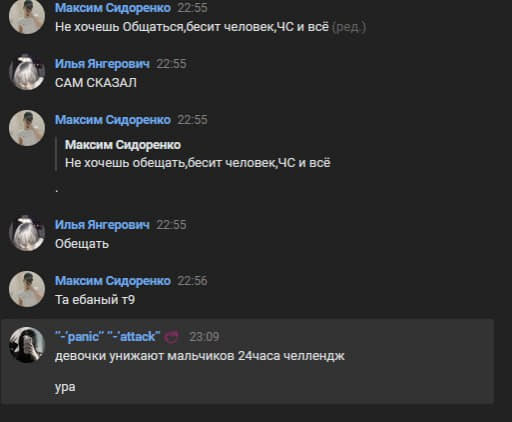 Максим Сидоренко 22:55
Не хочешь Общаться,бесит человек,ЧС и всё (ред.)
Илья Янгерович 22:55
САМ СКАЗАЛ
Максим Сидоренко 22:55
Максим Сидоренко
Не хочешь обещать,бесит человек,ЧС и всё
.
Илья Янгерович 22:55
Обещать
Максим Сидоренко 22:56
Та ебаный т9
"-'panic" "-'attack" 23:09
девочки унижают мальчиков 24часа челлендж
ура